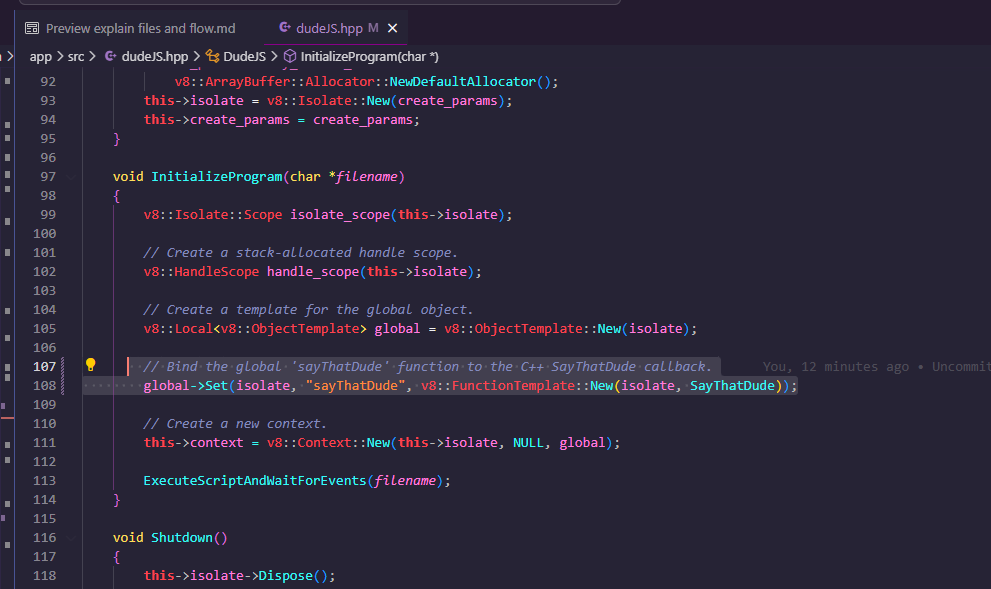 Preview explain files and flow.md dudeJS.hpp M
app > src > dudeJS.hpp > DudeJS > InitializeProgram(char *)
92 v8::ArrayBuffer::Allocator::NewDefaultAllocator();
93 this->isolate = v8::Isolate::New(create_params);
94 this->create_params = create_params;
95 }
96
97 void InitializeProgram(char *filename)
98 {
99 v8::Isolate::Scope isolate_scope(this->isolate);
100
101 // Create a stack-allocated handle scope.
102 v8::HandleScope handle_scope(this->isolate);
103
104 // Create a template for the global object.
105 v8::Local<v8::ObjectTemplate> global = v8::ObjectTemplate::New(isolate);
106
107 // Bind the global 'sayThatDude' function to the C++ SayThatDude callback. You, 12 minutes ago • Uncommit
108 global->Set(isolate, "sayThatDude", v8::FunctionTemplate::New(isolate, SayThatDude));
109
110 // Create a new context.
111 this->context = v8::Context::New(this->isolate, NULL, global);
112
113 ExecuteScriptAndWaitForEvents(filename);
114 }
115
116 void Shutdown()
117 {
118 this->isolate->Dispose();